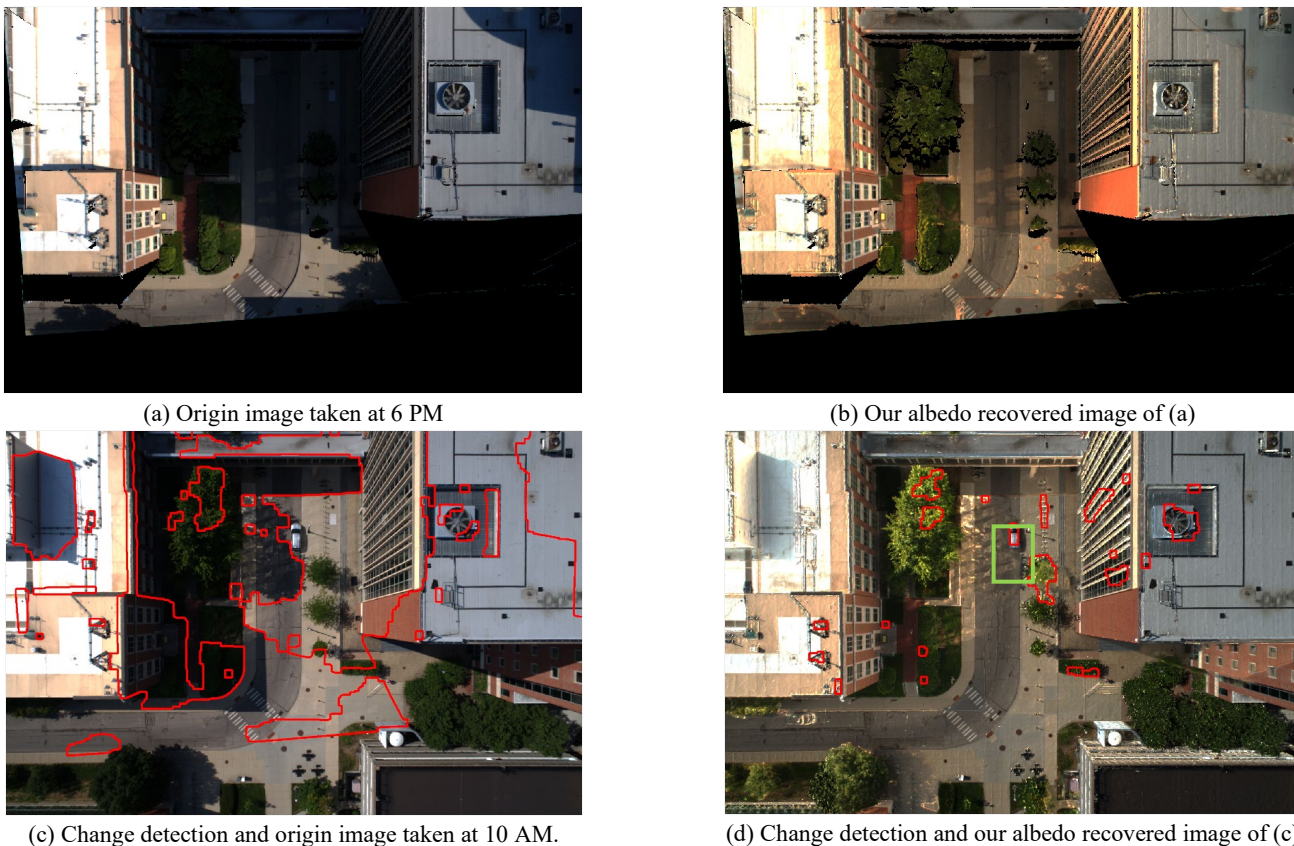 (a) Origin image taken at 6 PM
(b) Our albedo recovered image of (a)
(c) Change detection and origin image taken at 10 AM.
(d) Change detection and our albedo recovered image of (c)